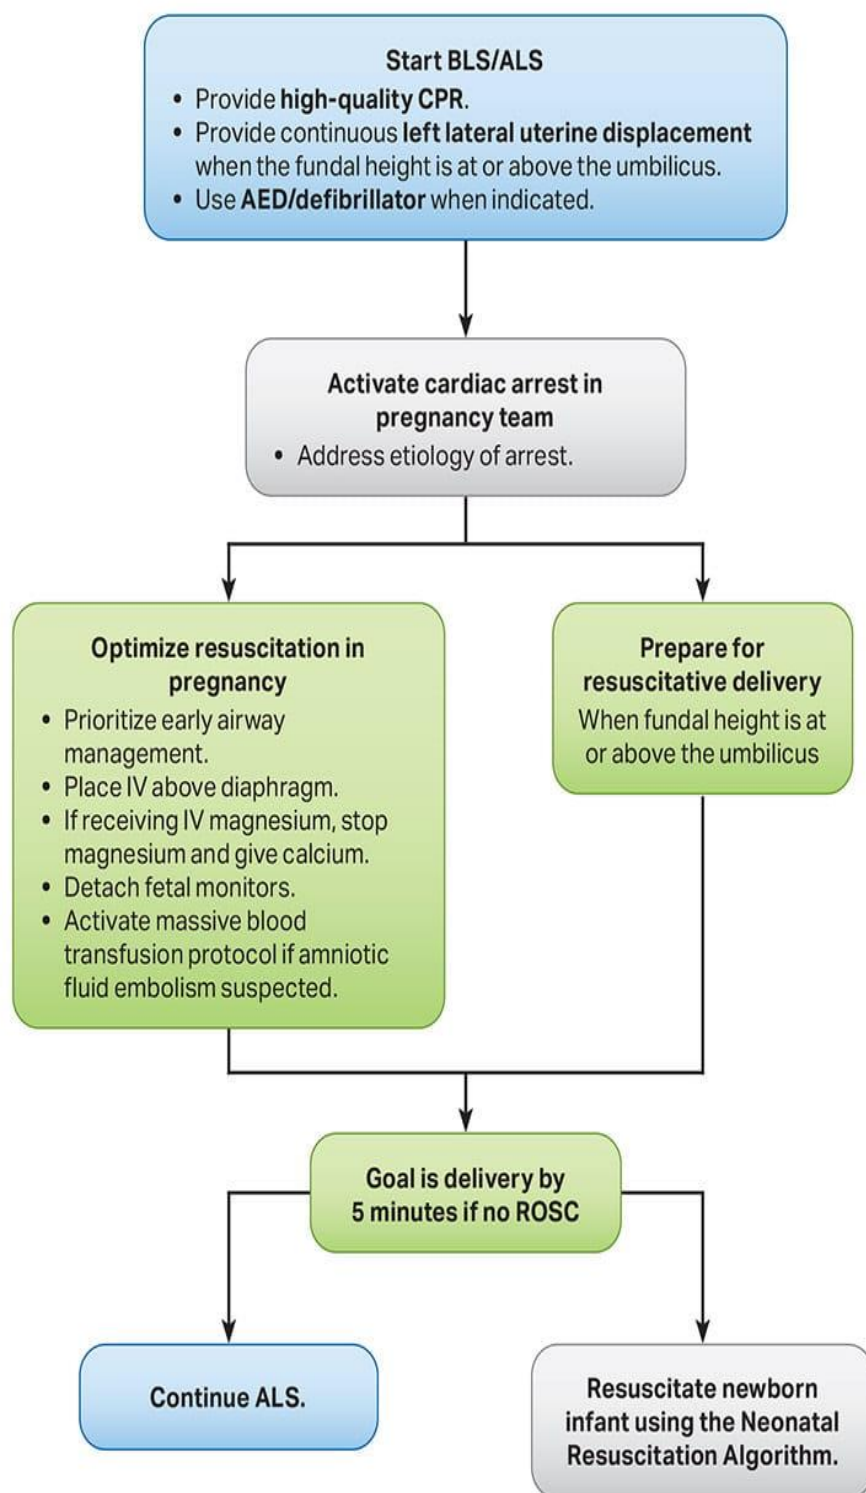 Start BLS/ALS
• Provide high-quality CPR.
• Provide continuous left lateral uterine displacement
when the fundal height is at or above the umbilicus.
• Use AED/defibrillator when indicated.
Activate cardiac arrest in
pregnancy team
• Address etiology of arrest.
Optimize resuscitation in
pregnancy
• Prioritize early airway
management.
• Place IV above diaphragm.
• If receiving IV magnesium, stop
magnesium and give calcium.
• Detach fetal monitors.
• Activate massive blood
transfusion protocol if amniotic
fluid embolism suspected.
Prepare for
resuscitative delivery
When fundal height is at
or above the umbilicus
Goal is delivery by
5 minutes if no ROSC
Continue ALS.
Resuscitate newborn
infant using the Neonatal
Resuscitation Algorithm.